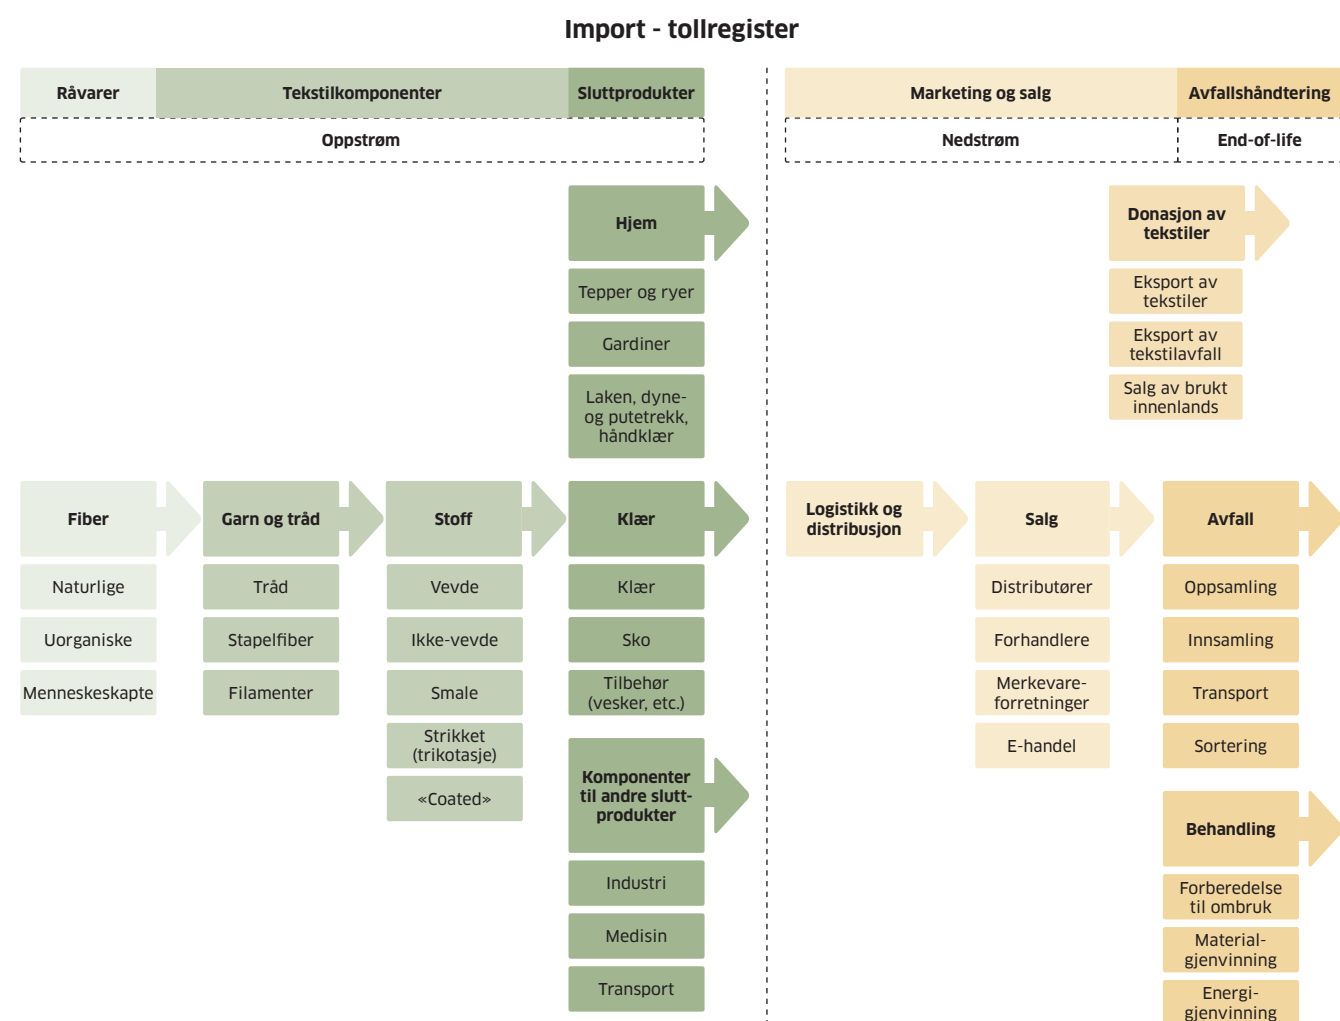 Import - tollregister
Råvarer
Tekstilkomponenter
Sluttprodukter
Marketing og salg
Avfallshåndtering
Oppstrøm
Nedstrøm
End-of-life
Hjem
Tepper og ryer
Gardiner
Laken, dyne-
og putetrekk,
håndklær
Donasjon av
tekstiler
Eksport av
tekstiler
Eksport av
tekstilavfall
Salg av brukt
innenlands
Fiber
Naturlige
Uorganiske
Menneskeskapte
Garn og tråd
Tråd
Stapelfiber
Filamenter
Stoff
Vevde
Ikke-vevde
Smale
Strikket
(trikotasje)
«Coated»
Klær
Klær
Sko
Tilbehør
(vesker, etc.)
Komponenter
til andre slutt-
produkter
Industri
Medisin
Transport
Logistikk og
distribusjon
Salg
Distributører
Forhandlere
Merkevare-
forretninger
E-handel
Avfall
Oppsamling
Innsamling
Transport
Sortering
Behandling
Forberedelse
til ombruk
Material-
gjenvinning
Energi-
gjenvinning